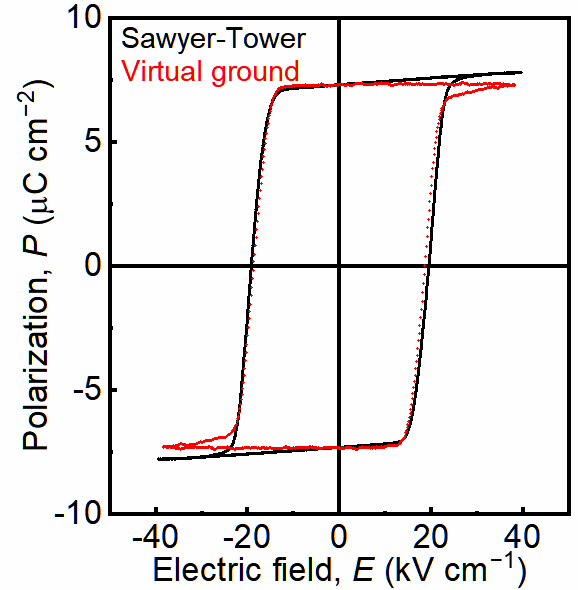 10
Sawyer-Tower
Virtual ground
5
0
-5
-10
Polarization, P (μC cm⁻²)
-40 -20 0 20 40
Electric field, E (kV cm⁻¹)